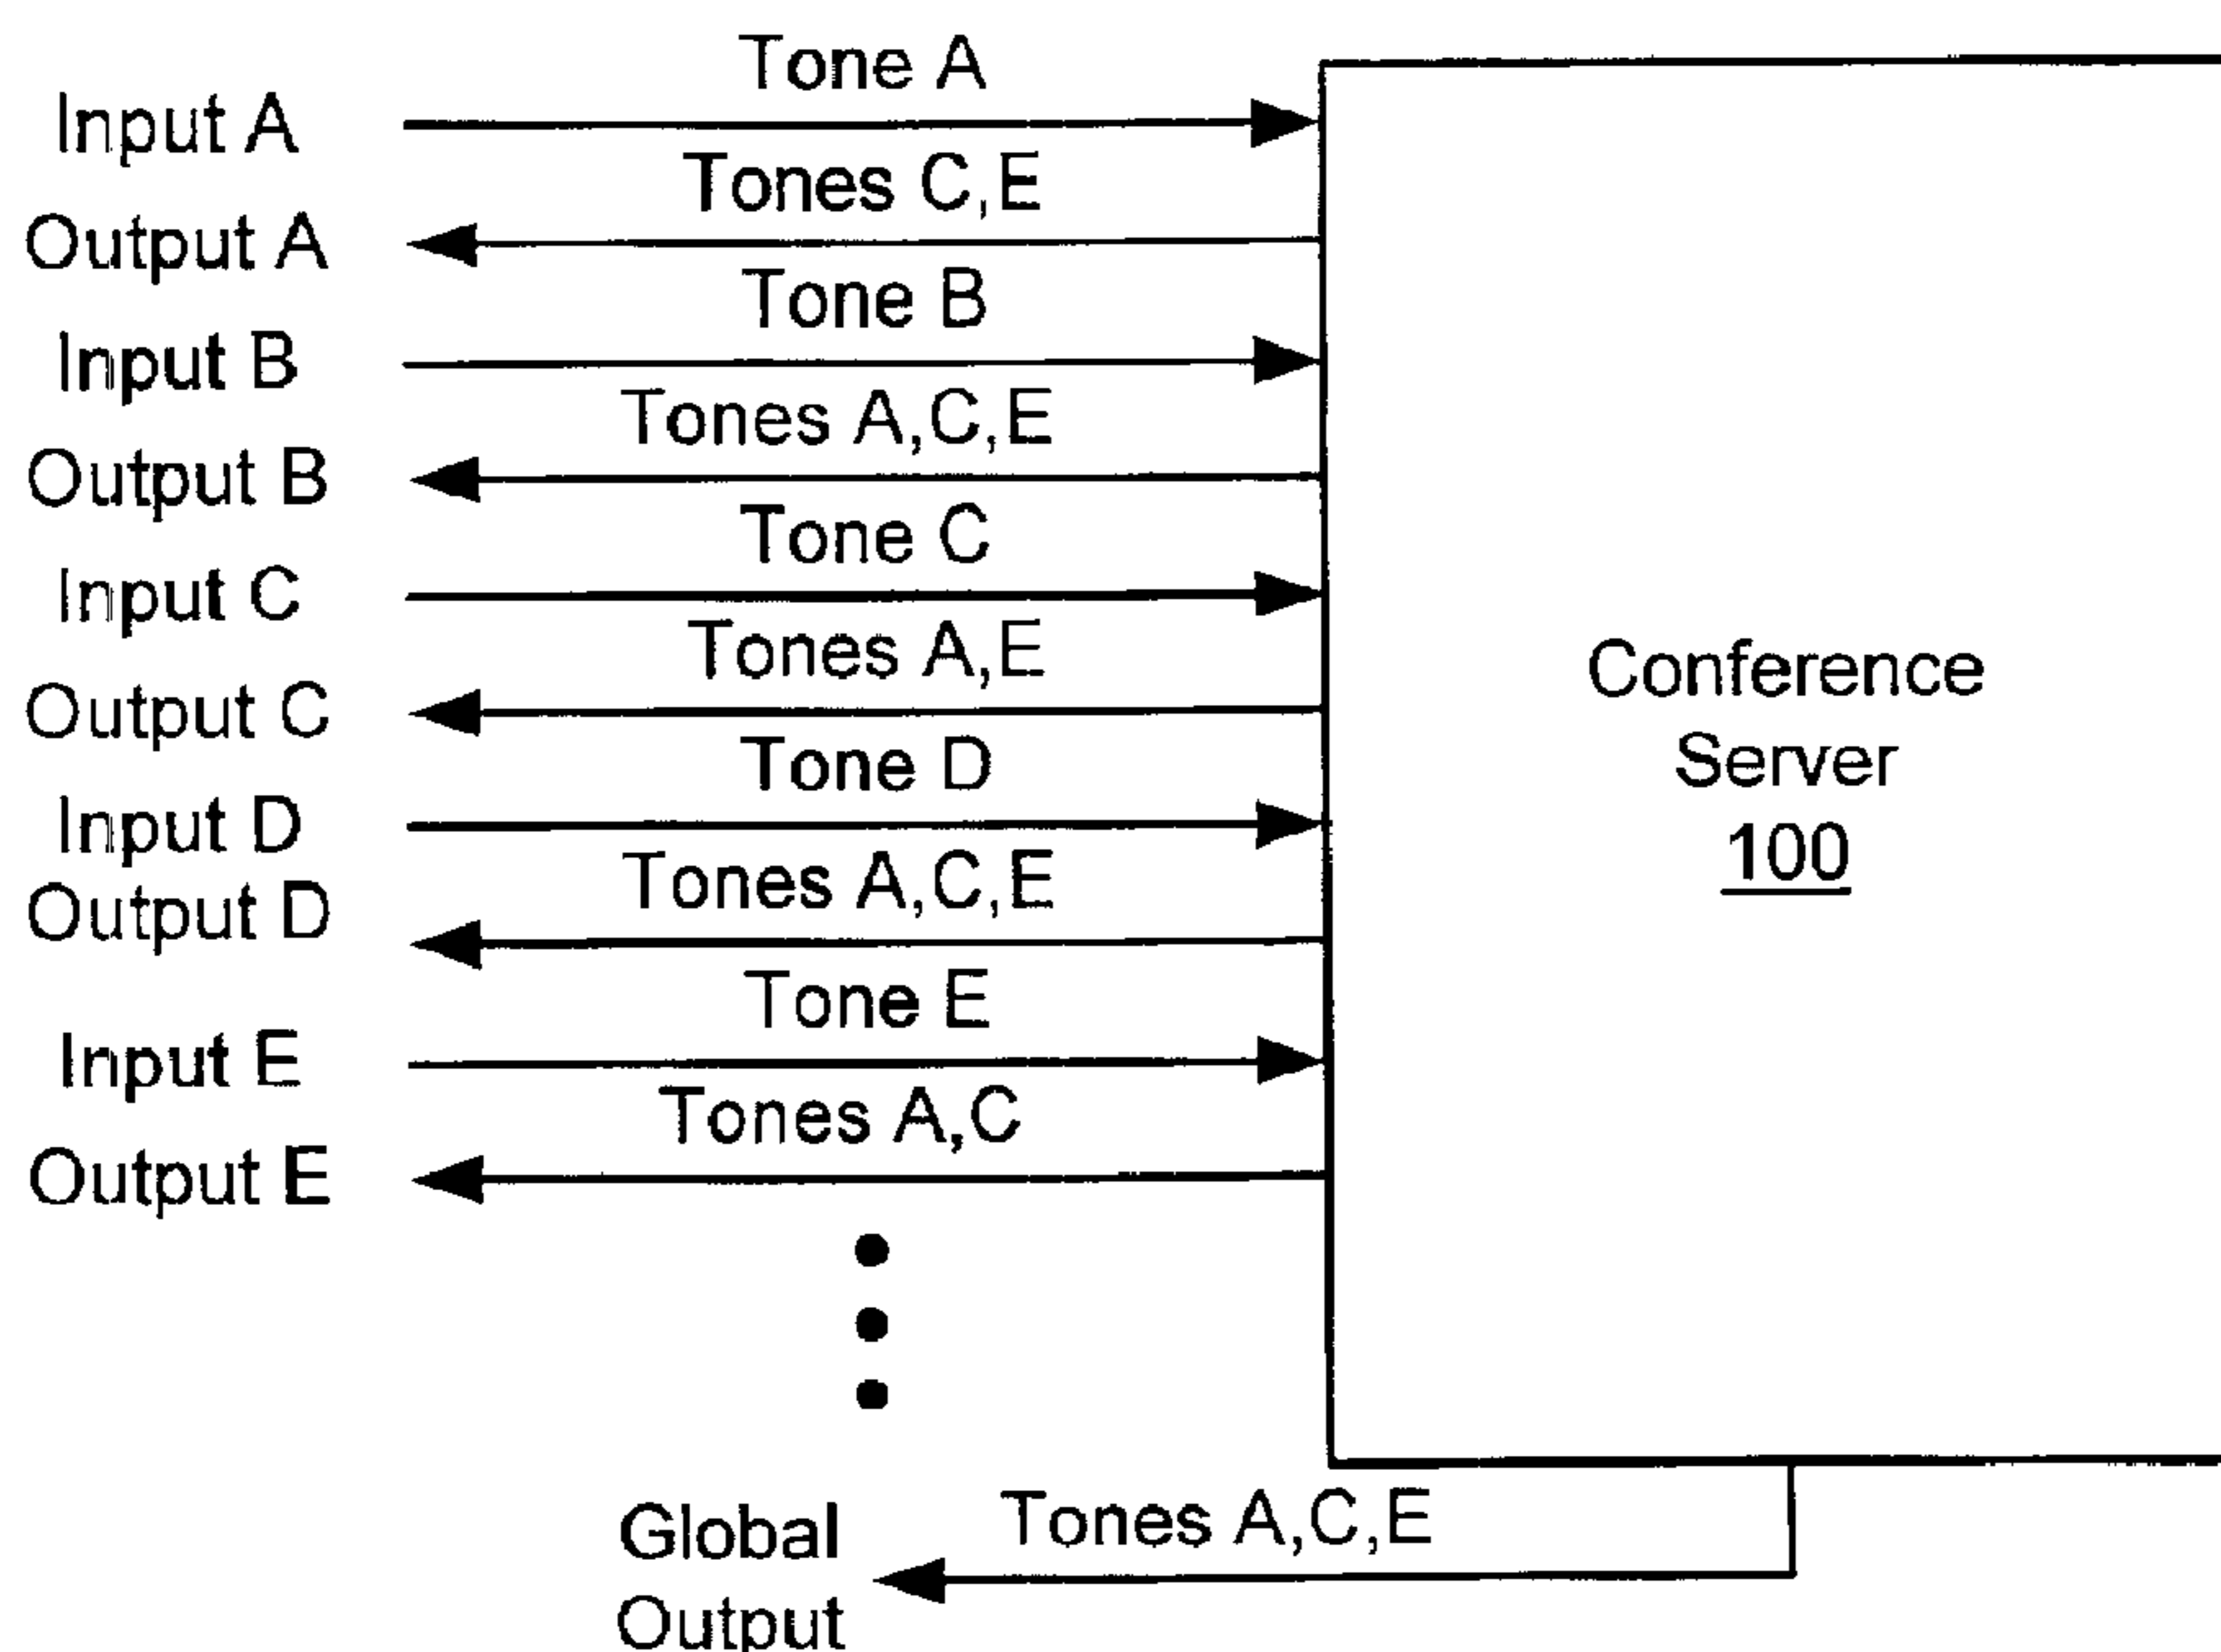 Tone A
Input A
Tones C,E
Output A
Tone B
Input B
Tones A,C,E
Output B
Tone C
Input C
Tones A,E
Output C
Tone D
Input D
Tones A,C,E
Output D
Tone E
Input E
Tones A,C
Output E
Conference
Server
100
Tones A,C,E
Global
Output